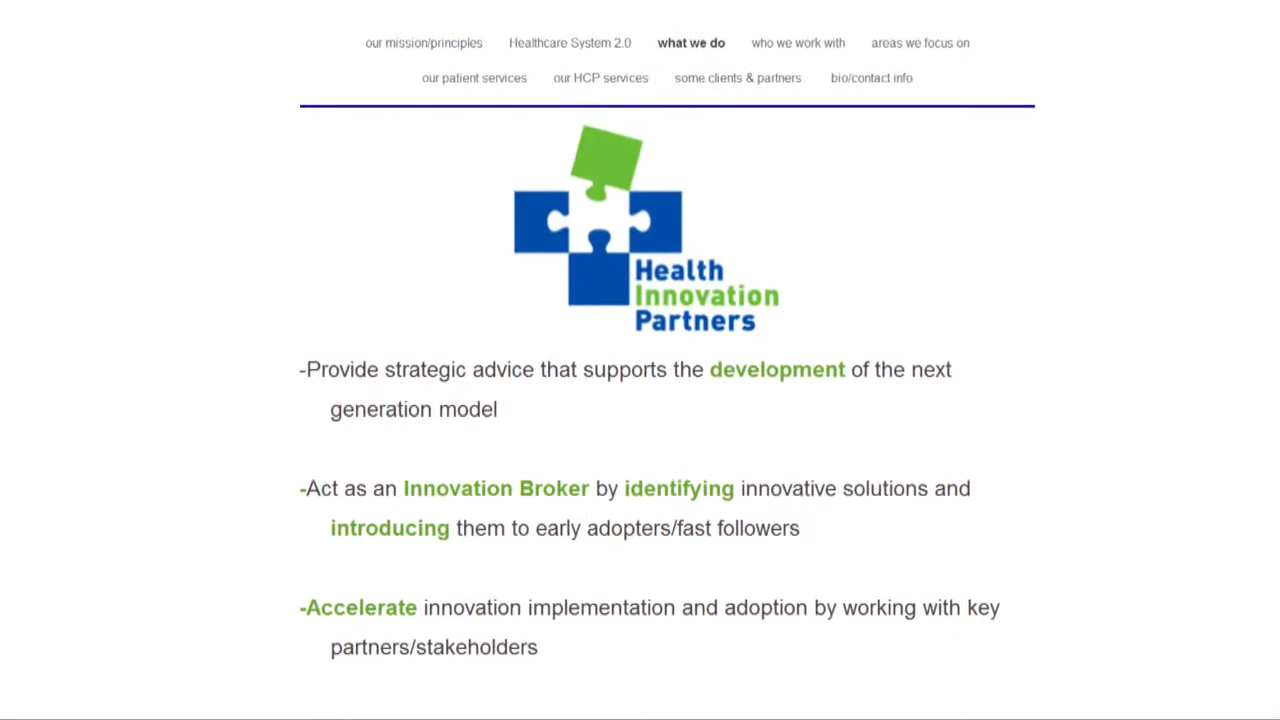 our mission/principles Healthcare System 2.0 what we do who we work with areas we focus on
our patient services our HCP services some clients & partners bio/contact info
Health
Innovation
Partners
-Provide strategic advice that supports the development of the next
generation model
-Act as an Innovation Broker by identifying innovative solutions and
introducing them to early adopters/fast followers
-Accelerate innovation implementation and adoption by working with key
partners/stakeholders